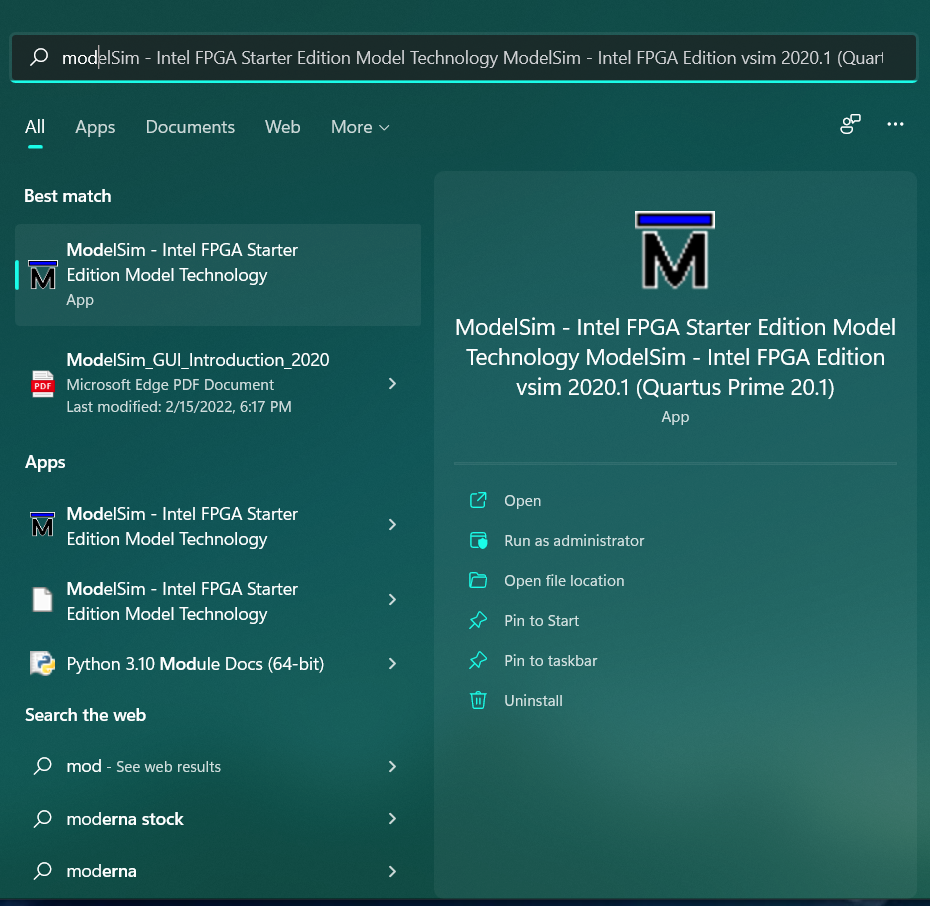 modelSim - Intel FPGA Starter Edition Model Technology ModelSim - Intel FPGA Edition vsim 2020.1 (Quart
All Apps Documents Web More
Best match
ModelSim - Intel FPGA Starter
Edition Model Technology
App
ModelSim_GUI_Introduction_2020
Microsoft Edge PDF Document
Last modified: 2/15/2022, 6:17 PM
PDF
Apps
ModelSim - Intel FPGA Starter
Edition Model Technology
ModelSim - Intel FPGA Starter
Edition Model Technology
Python 3.10 Module Docs (64-bit)
Search the web
mod - See web results
moderna stock
moderna
M
ModelSim - Intel FPGA Starter Edition Model
Technology ModelSim - Intel FPGA Edition
vsim 2020.1 (Quartus Prime 20.1)
App
Open
Run as administrator
Open file location
Pin to Start
Pin to taskbar
Uninstall